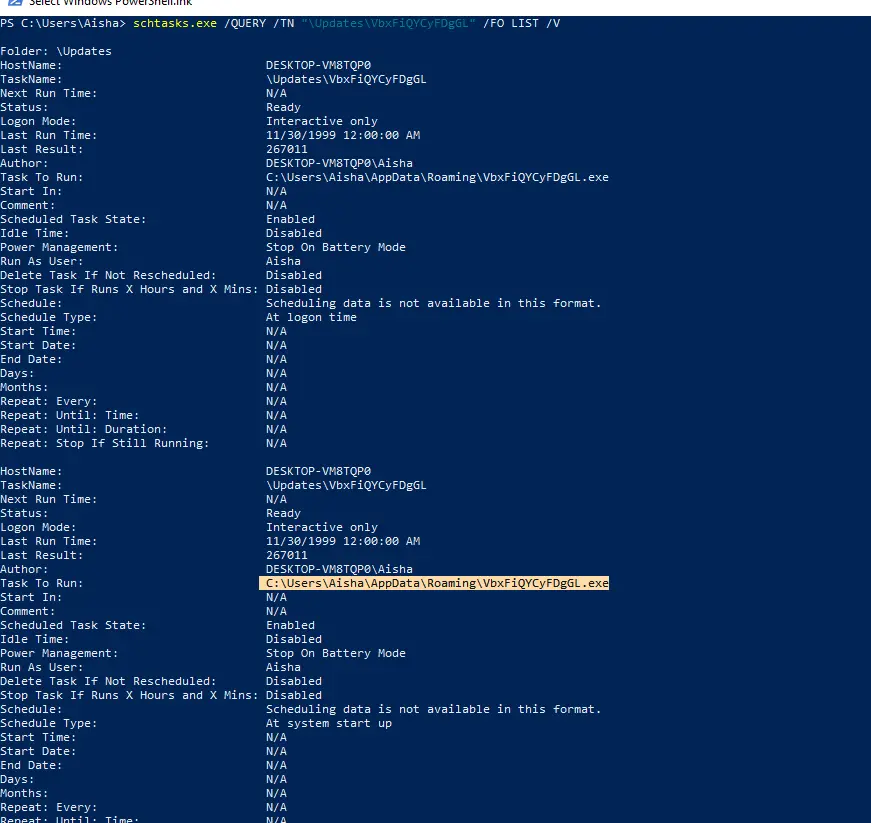 Select Windows PowerShell.lnk
PS C:\Users\Aisha> schtasks.exe /QUERY /TN "\Updates\VbxFiQYCyFDgGL" /FO LIST /V
Folder: \Updates
HostName: DESKTOP-VM8TQP0
TaskName: \Updates\VbxFiQYCyFDgGL
Next Run Time: N/A
Status: Ready
Logon Mode: Interactive only
Last Run Time: 11/30/1999 12:00:00 AM
Last Result: 267011
Author: DESKTOP-VM8TQP0\Aisha
Task To Run: C:\Users\Aisha\AppData\Roaming\VbxFiQYCyFDgGL.exe
Start In: N/A
Comment: N/A
Scheduled Task State: Enabled
Idle Time: Disabled
Power Management: Stop On Battery Mode
Run As User: Aisha
Delete Task If Not Rescheduled: Disabled
Stop Task If Runs X Hours and X Mins: Disabled
Schedule: Scheduling data is not available in this format.
Schedule Type: At logon time
Start Time: N/A
Start Date: N/A
End Date: N/A
Days: N/A
Months: N/A
Repeat: Every: N/A
Repeat: Until: Time: N/A
Repeat: Until: Duration: N/A
Repeat: Stop If Still Running: N/A
HostName: DESKTOP-VM8TQP0
TaskName: \Updates\VbxFiQYCyFDgGL
Next Run Time: N/A
Status: Ready
Logon Mode: Interactive only
Last Run Time: 11/30/1999 12:00:00 AM
Last Result: 267011
Author: DESKTOP-VM8TQP0\Aisha
Task To Run: C:\Users\Aisha\AppData\Roaming\VbxFiQYCyFDgGL.exe
Start In: N/A
Comment: N/A
Scheduled Task State: Enabled
Idle Time: Disabled
Power Management: Stop On Battery Mode
Run As User: Aisha
Delete Task If Not Rescheduled: Disabled
Stop Task If Runs X Hours and X Mins: Disabled
Schedule: Scheduling data is not available in this format.
Schedule Type: At system start up
Start Time: N/A
Start Date: N/A
End Date: N/A
Days: N/A
Months: N/A
Repeat: Every: N/A
Repeat: Until: Time: N/A